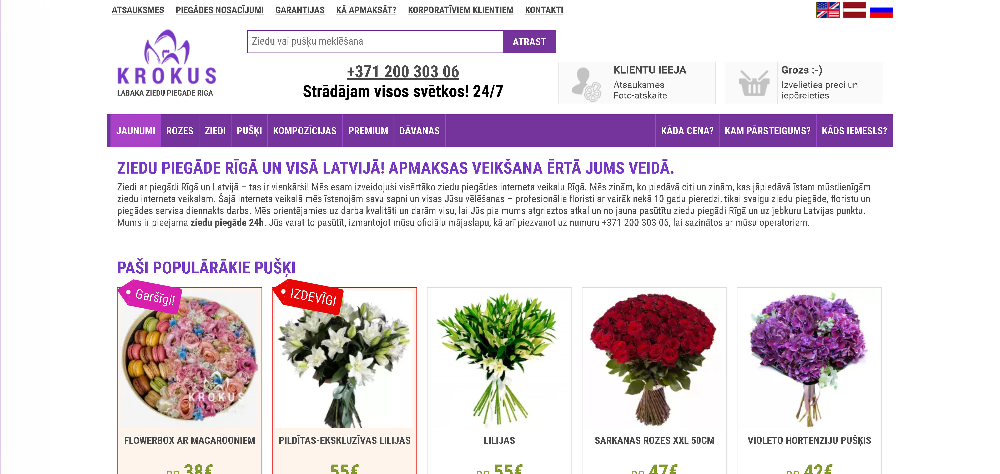 ATSAUKSMES PIEGĀDES NOSACĪJUMI GARANTIJAS KĀ APMAKSĀT? KORPORATĪVIEM KLIENTIEM KONTAKTI
KROKUS
LABĀKĀ ZIEDU PIEGĀDE RĪGĀ
Ziedu vai pušķu meklēšana
ATRAST
+371 200 303 06
Strādājam visos svētkos! 24/7
KLIENTU IEEJA
Atsauksmes
Foto-atskaite
Grozs :-)
Izvēlieties preci un
iepērcieties
JAUNUMI ROZES ZIEDI PUŠĶI KOMPOZĪCIJAS PREMIUM DĀVANAS KĀDA CENA? KAM PĀRSTEIGUMS? KĀDS IEMESLS?
ZIEDU PIEGĀDE RĪGĀ UN VISĀ LATVIJĀ! APMAKSAS VEIKŠANA ĒRTĀ JUMS VEIDĀ.
Ziedi ar piegādi Rīgā un Latvijā – tas ir vienkārši! Mēs esam izveidojuši visērtāko ziedu piegādes interneta veikalu Rīgā. Mēs zinām, ko piedāvā citi un zinām, kas jāpiedāvā īstam mūsdienīgām
ziedu interneta veikalam. Šajā interneta veikalā mēs īstenojām savu sapni un visas Jūsu vēlēšanas – profesionālie floristi ar vairāk nekā 10 gadu pieredzi, tikai svaigu ziedu piegāde, floristu un
piegādes servisa diennakts darbs. Mēs orientējamies uz darba kvalitāti un darām visu, lai Jūs pie mums atgrieztos atkal un no jauna pasūtītu ziedu piegādi Rīgā un uz jebkuru Latvijas punktu.
Mums ir pieejama ziedu piegāde 24h. Jūs varat to pasūtīt, izmantojot mūsu oficiālu mājaslapu, kā arī piezvanot uz numuru +371 200 303 06, lai sazinātos ar mūsu operatoriem.
PAŠI POPULĀRĀKIE PUŠĶI
Garšīgi!
IZDEVĪGI
KROKUS
FLOWERBOX AR MACAROONIEM
PILDĪTAS-EKSKLUZĪVAS LILIJAS
LILIJAS
SARKANAS ROZES XXL 50CM
VIOLETO HORTENZIJU PUŠĶIS
no 38€
55€
no 55€
no 47€
no 42€